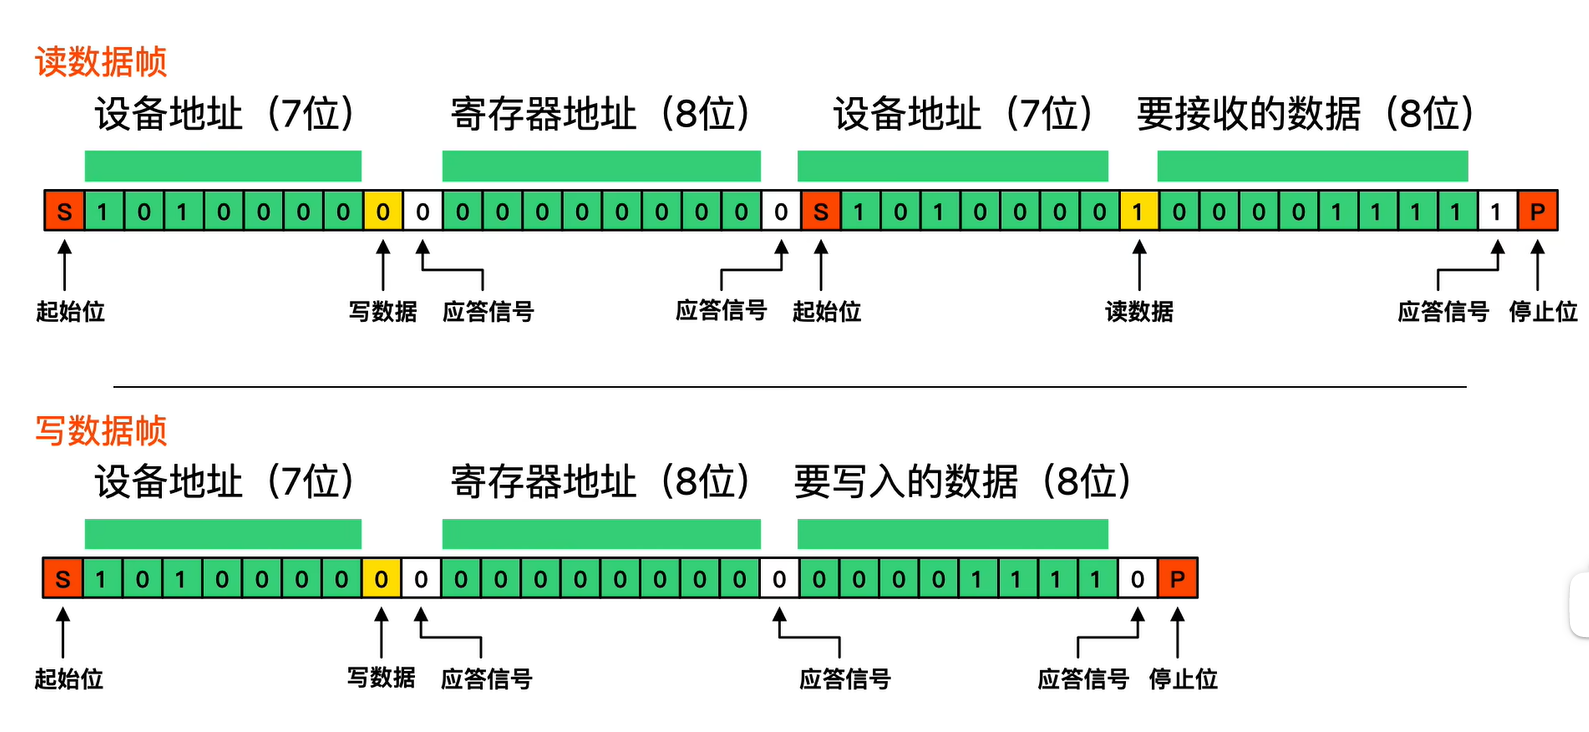 读数据帧
设备地址（7位） 寄存器地址（8位） 设备地址（7位） 要接收的数据（8位）
S 1 0 1 0 0 0 0 0 0 0 0 0 0 0 0 0 0 0 S 1 0 1 0 0 0 0 1 0 0 0 0 1 1 1 1 1 P
起始位 写数据 应答信号 应答信号 起始位 读数据 应答信号 停止位
写数据帧
设备地址（7位） 寄存器地址（8位） 要写入的数据（8位）
S 1 0 1 0 0 0 0 0 0 0 0 0 0 0 0 0 0 0 0 0 0 0 1 1 1 1 0 P
起始位 写数据 应答信号 应答信号 应答信号 停止位